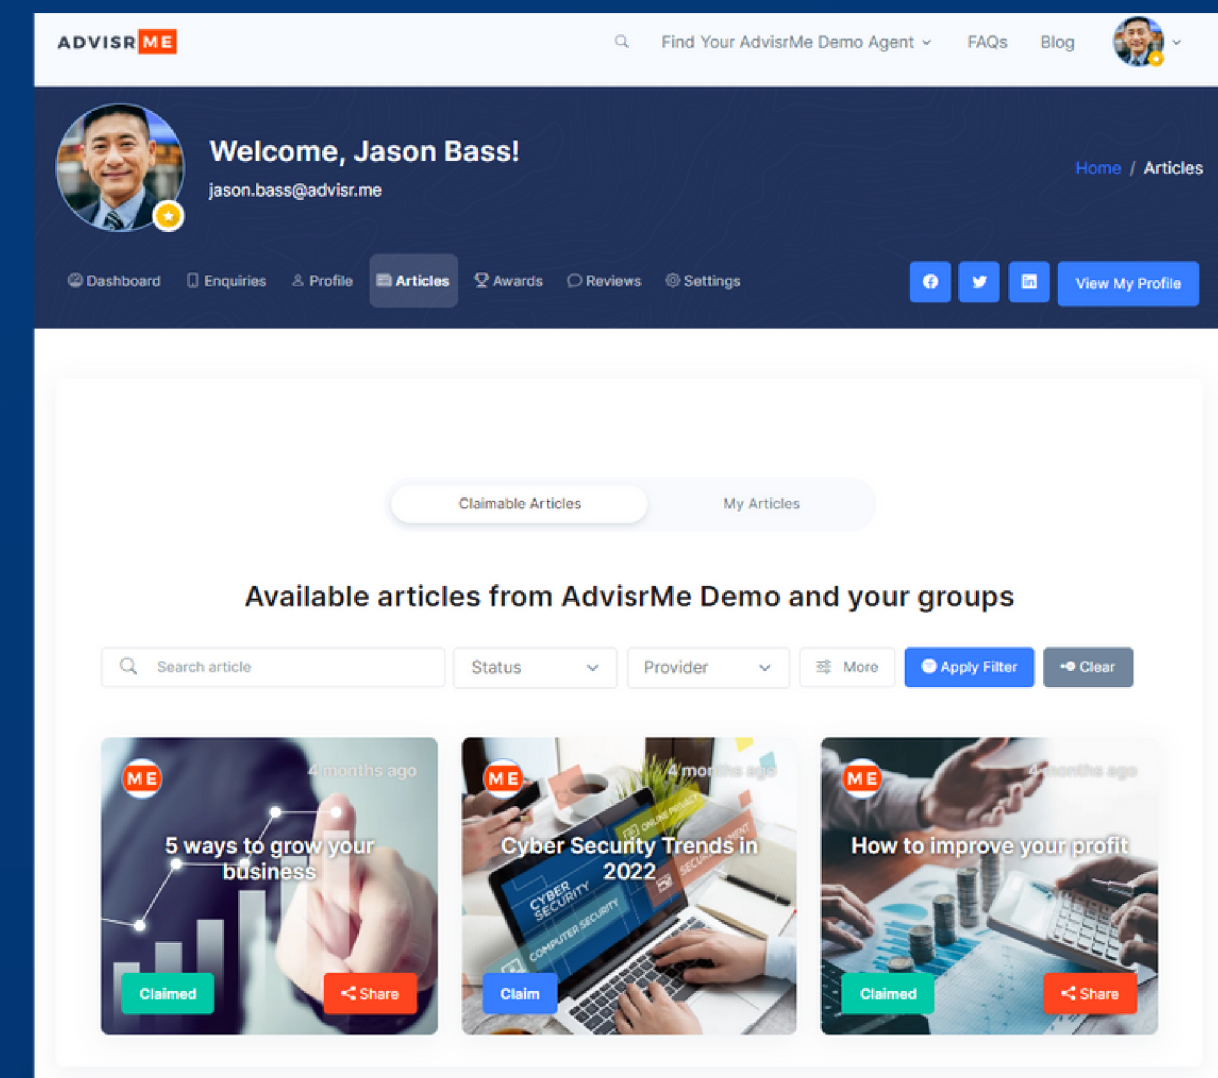 ADVISR ME
Find Your AdvisrMe Demo Agent
FAQs
Blog
Welcome, Jason Bass!
jason.bass@advisr.me
Home / Articles
Dashboard
Enquiries
Profile
Articles
Awards
Reviews
Settings
View My Profile
Claimable Articles
My Articles
Available articles from AdvisrMe Demo and your groups
Search article
Status
Provider
More
Apply Filter
Clear
ME
4 months ago
5 ways to grow your
business
Claimed
Share
ME
4 months ago
ONLINE PRIVACY
Cyber Security Trends in
2022
CYBER
SECURITY
COMPUTER SECURITY
Claim
ME
4 months ago
How to improve your profit
Claimed
Share